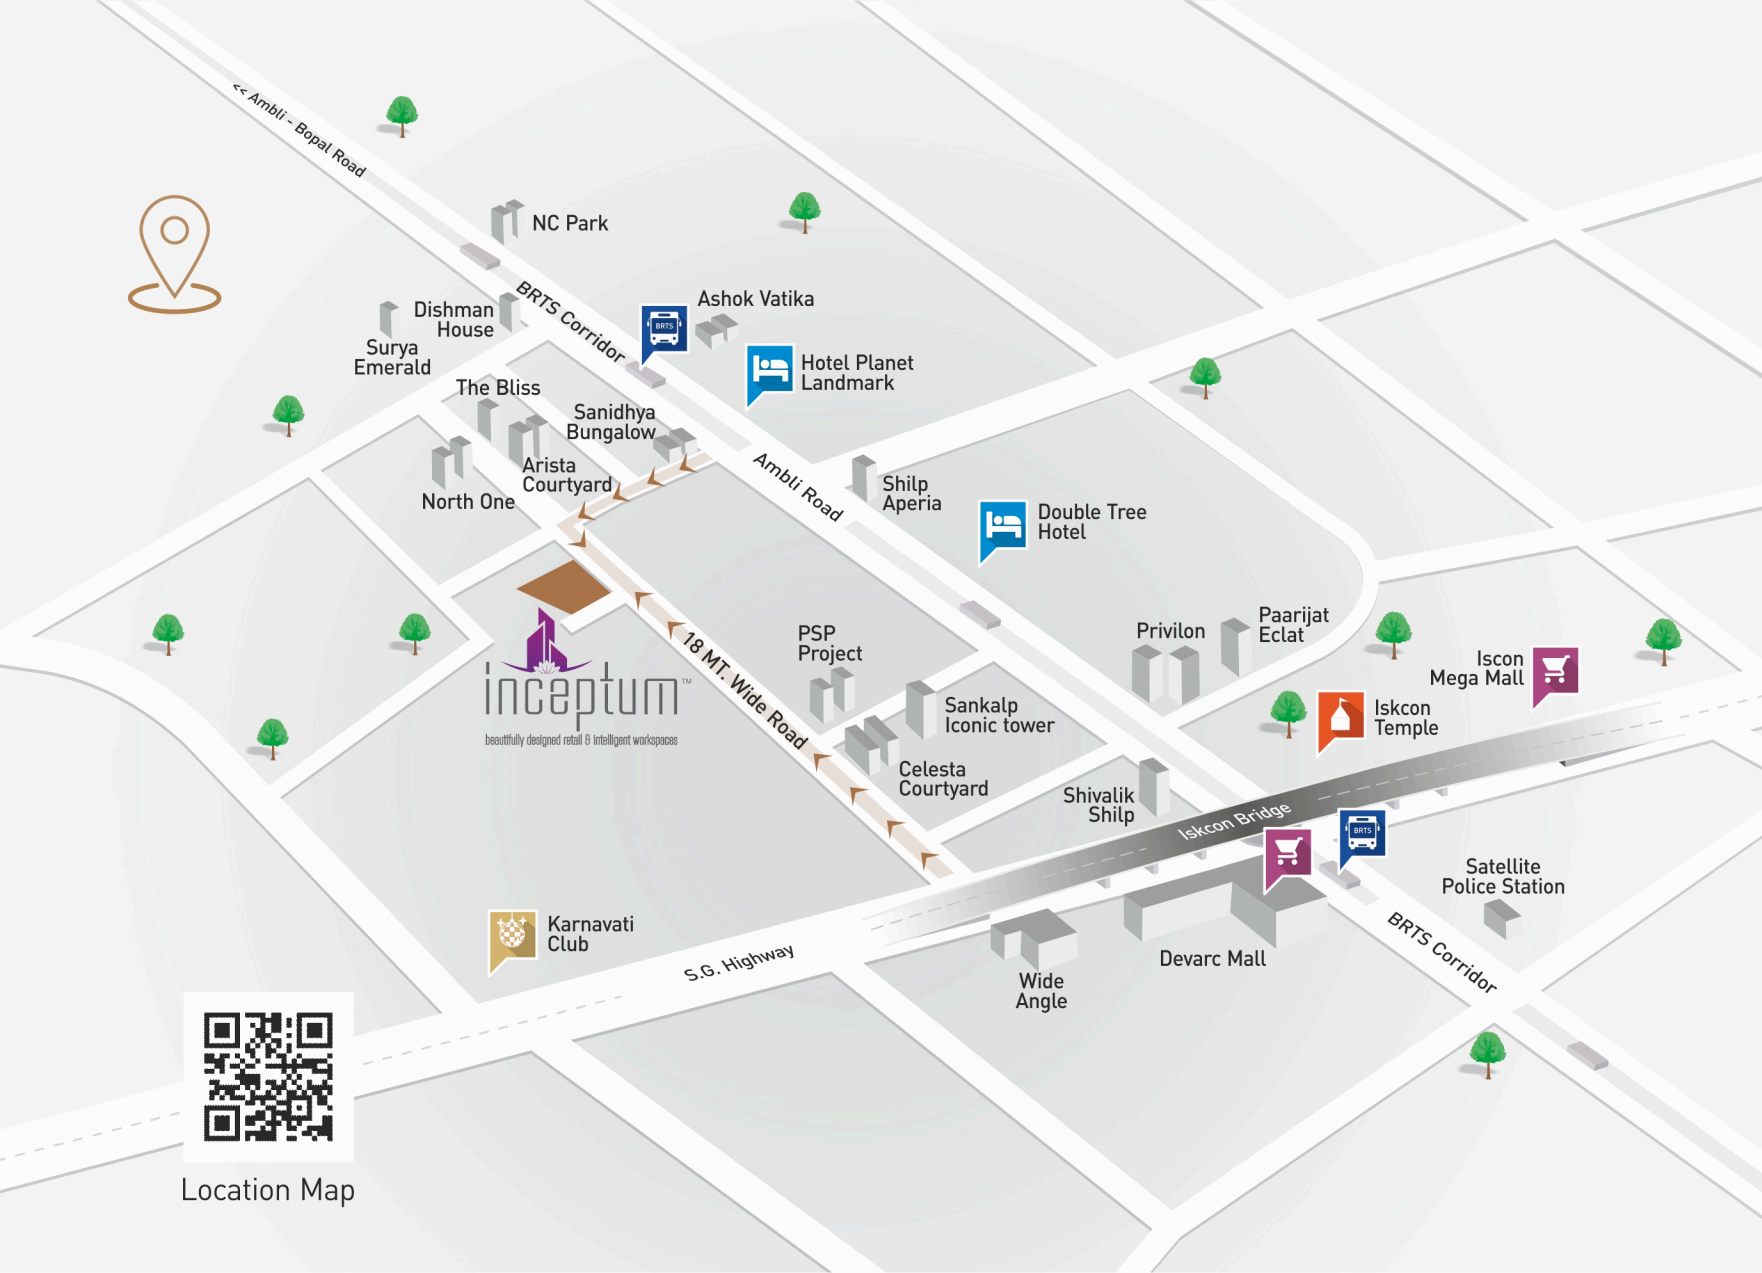 << Ambli - Bopal Road
NC Park
BRTS Corridor
Dishman
House
Surya
Emerald
BRTS
Ashok Vatika
Hotel Planet
Landmark
The Bliss
Sanidhya
Bungalow
Arista
Courtyard
North One
Ambli Road
Shilp
Aperia
Double Tree
Hotel
inceptum™
beautifully designed retail & intelligent workspaces
18 MT. Wide Road
PSP
Project
Sankalp
Iconic tower
Celesta
Courtyard
Privilon
Paarijat
Eclat
Iscon
Mega Mall
Iskcon
Temple
Shivalik
Shilp
Iskcon Bridge
BRTS
Satellite
Police Station
Karnavati
Club
S.G. Highway
Wide
Angle
Devarc Mall
BRTS Corridor
Location Map